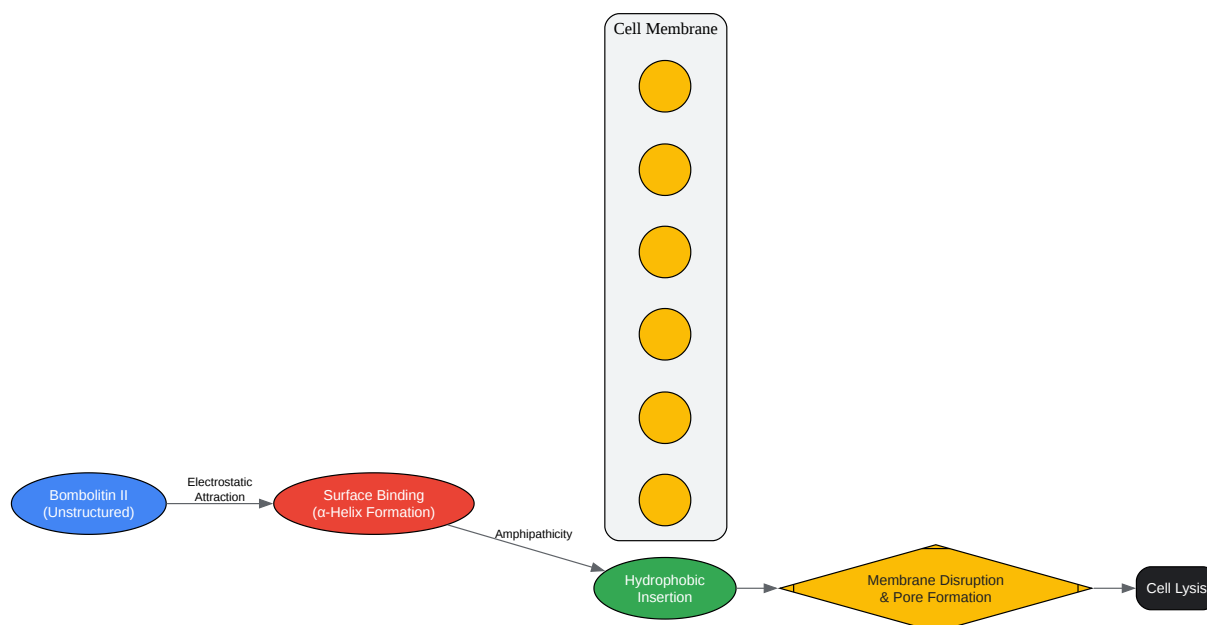 Cell Membrane
Bombolitin II
(Unstructured)
Electrostatic
Attraction
Surface Binding
(α-Helix Formation)
Amphipathicity
Hydrophobic
Insertion
Membrane Disruption
& Pore Formation
Cell Lysis